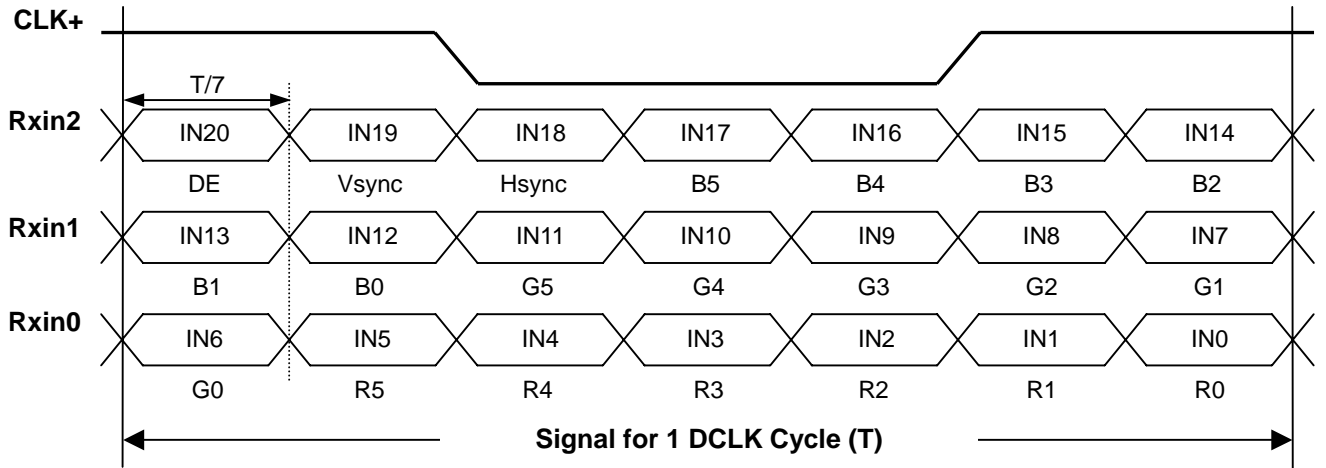 CLK+
T/7
Rxin2 IN20 IN19 IN18 IN17 IN16 IN15 IN14
DE Vsync Hsync B5 B4 B3 B2
Rxin1 IN13 IN12 IN11 IN10 IN9 IN8 IN7
B1 B0 G5 G4 G3 G2 G1
Rxin0 IN6 IN5 IN4 IN3 IN2 IN1 IN0
G0 R5 R4 R3 R2 R1 R0
Signal for 1 DCLK Cycle (T)